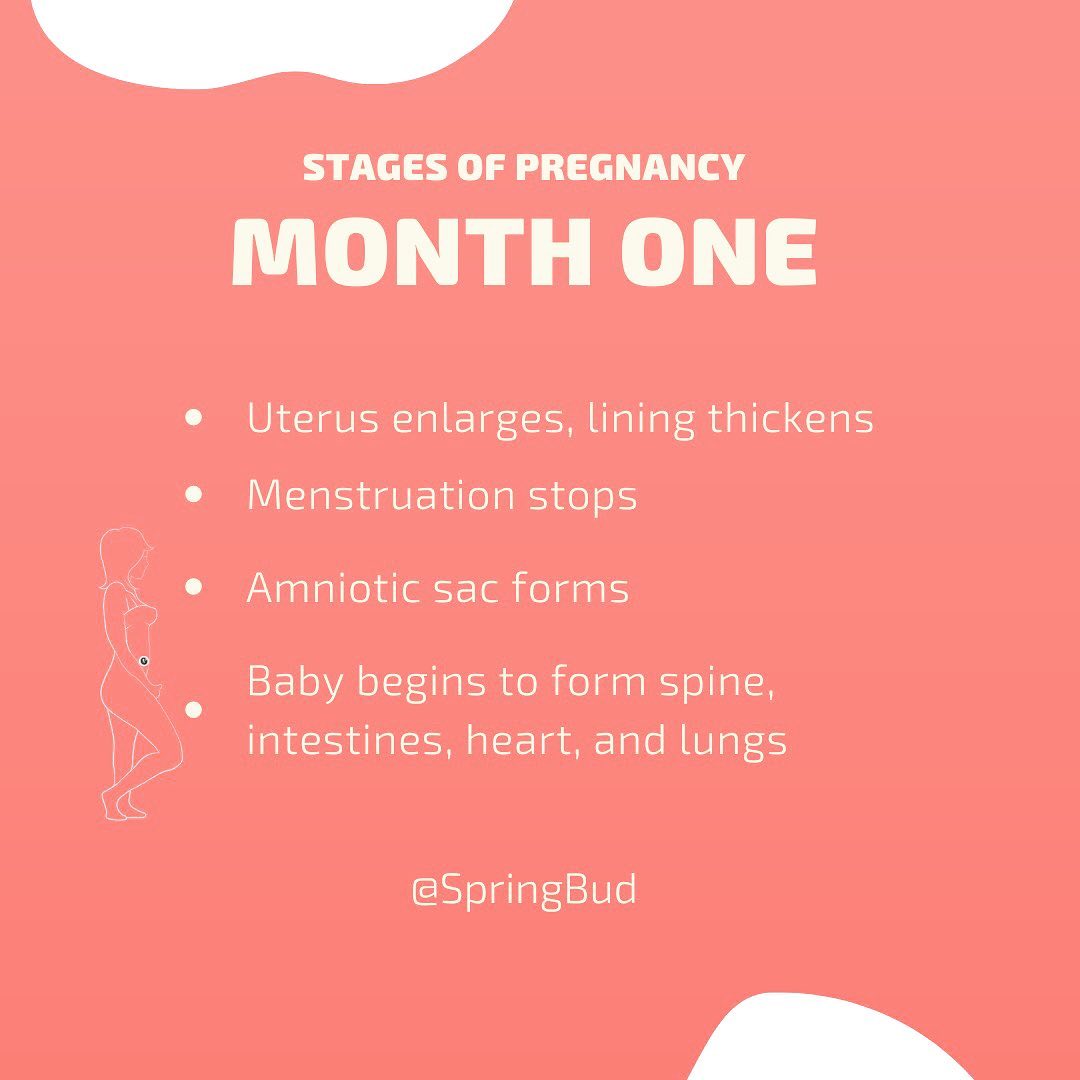 STAGES OF PREGNANCY
MONTH ONE
Uterus enlarges, lining thickens
Menstruation stops
Amniotic sac forms
Baby begins to form spine,
intestines, heart, and lungs
@SpringBud